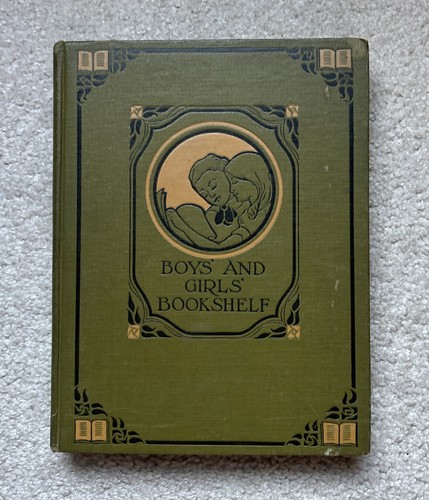 BOYS' AND
GIRLS'
BOOKSHELF